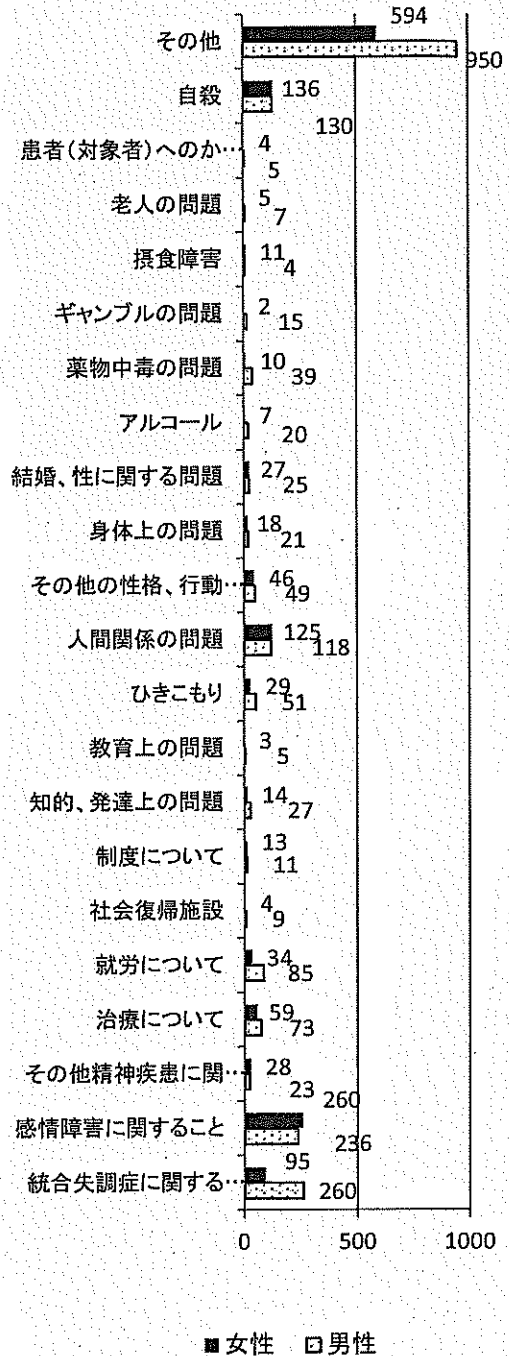 594
その他
950
自殺
136
130
患者(対象者)へのか…
4
5
老人の問題
5
7
摂食障害
11
4
ギャンブルの問題
2
15
薬物中毒の問題
10
39
アルコール
7
20
結婚、性に関する問題
27
25
身体上の問題
18
21
その他の性格、行動…
46
49
人間関係の問題
125
118
ひきこもり
29
51
教育上の問題
3
5
知的、発達上の問題
14
27
制度について
13
11
社会復帰施設
4
9
就労について
34
85
治療について
59
73
その他精神疾患に関…
28
23
感情障害に関すること
260
236
統合失調症に関する…
95
260
0 500 1000
■女性 □男性